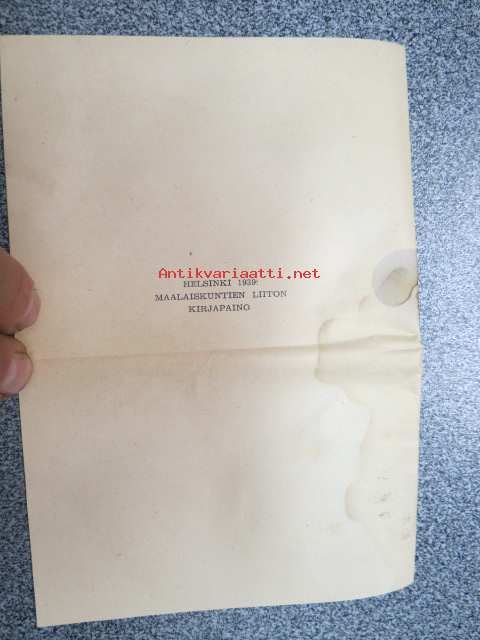 Antikvariaatti.net
HELSINKI 1939:
MAALAISKUNTIEN LIITON
KIRJAPAINO